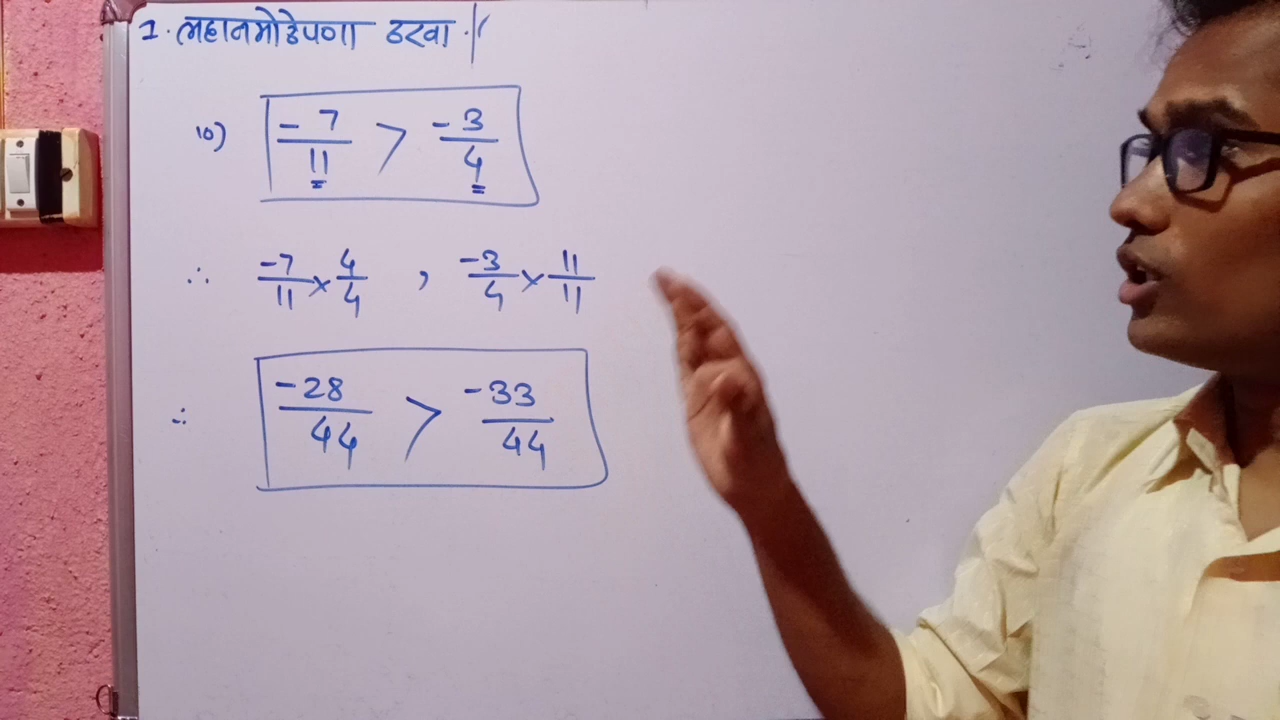 1. लहानमोठेपणा ठरवा.
10) -7/11 > -3/4
∴ -7/11 × 4/4 , -3/4 × 11/11
∴ -28/44 > -33/44